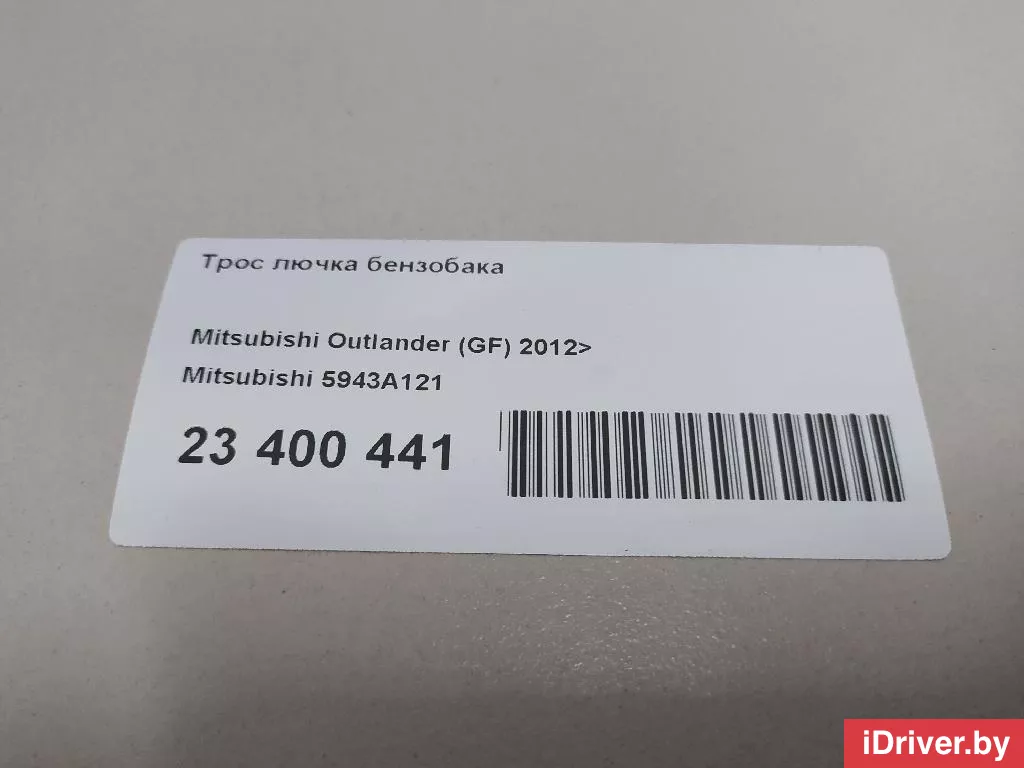 Трос лючка бензобака
Mitsubishi Outlander (GF) 2012>
Mitsubishi 5943A121
23 400 441
iDriver.by